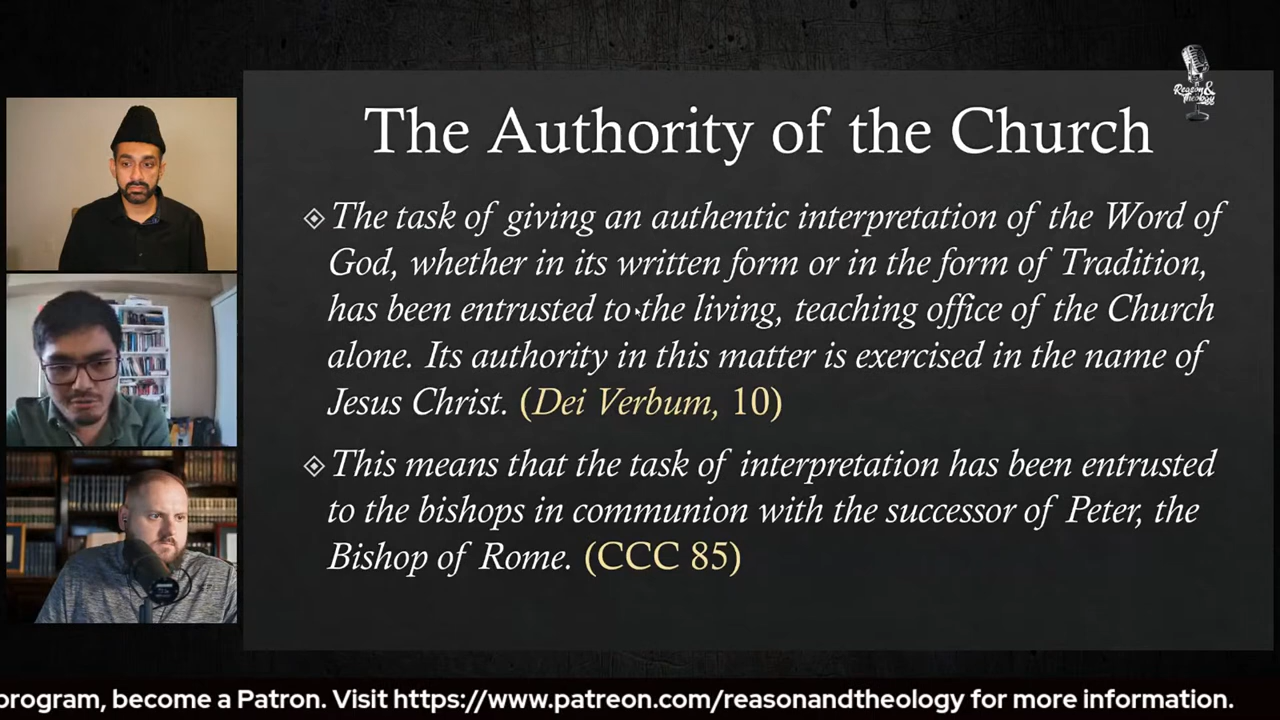 Reason &
Theology
The Authority of the Church
The task of giving an authentic interpretation of the Word of
God, whether in its written form or in the form of Tradition,
has been entrusted to the living, teaching office of the Church
alone. Its authority in this matter is exercised in the name of
Jesus Christ. (Dei Verbum, 10)
This means that the task of interpretation has been entrusted
to the bishops in communion with the successor of Peter, the
Bishop of Rome. (CCC 85)
program, become a Patron. Visit https://www.patreon.com/reasonandtheology for more information.